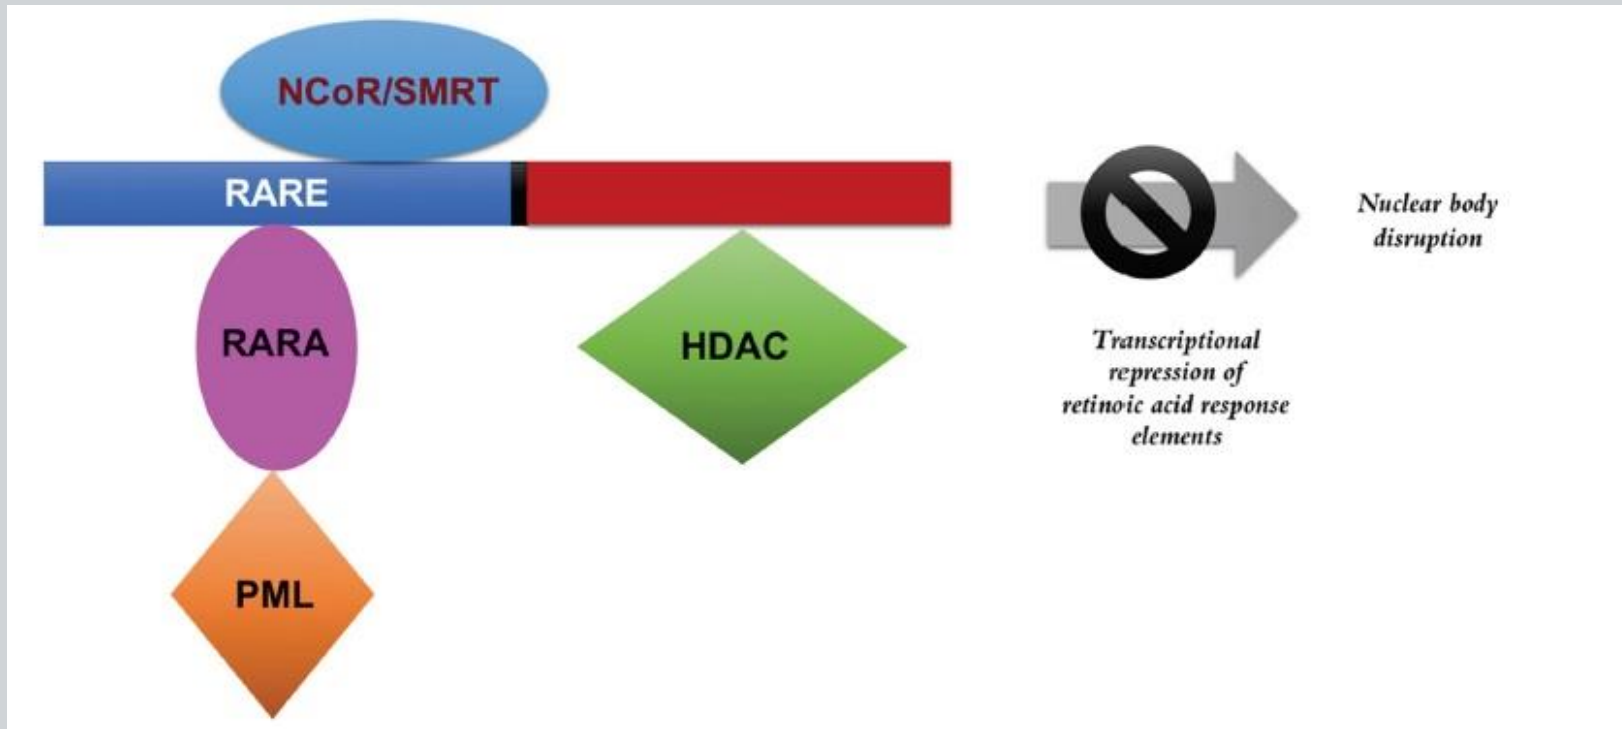 NCoR/SMRT
RARE
RARA
HDAC
PML
Nuclear body
disruption
Transcriptional
repression of
retinoic acid response
elements